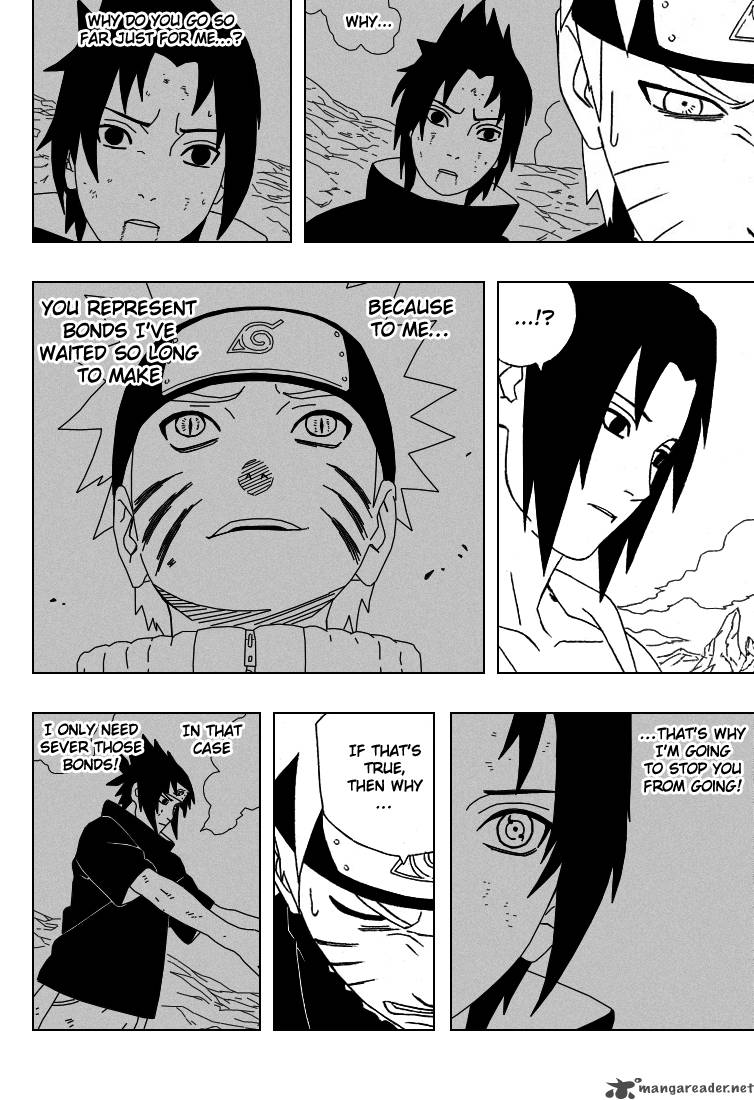 WHY...
WHY DO YOU GO SO
FAR JUST FOR ME...?
...!?
BECAUSE
TO ME...
YOU REPRESENT
BONDS I'VE
WAITED SO LONG
TO MAKE
...THAT'S WHY
I'M GOING
TO STOP YOU
FROM GOING!
IF THAT'S
TRUE,
THEN WHY
...
IN THAT
CASE
I ONLY NEED
SEVER THOSE
BONDS!
mangareader.net